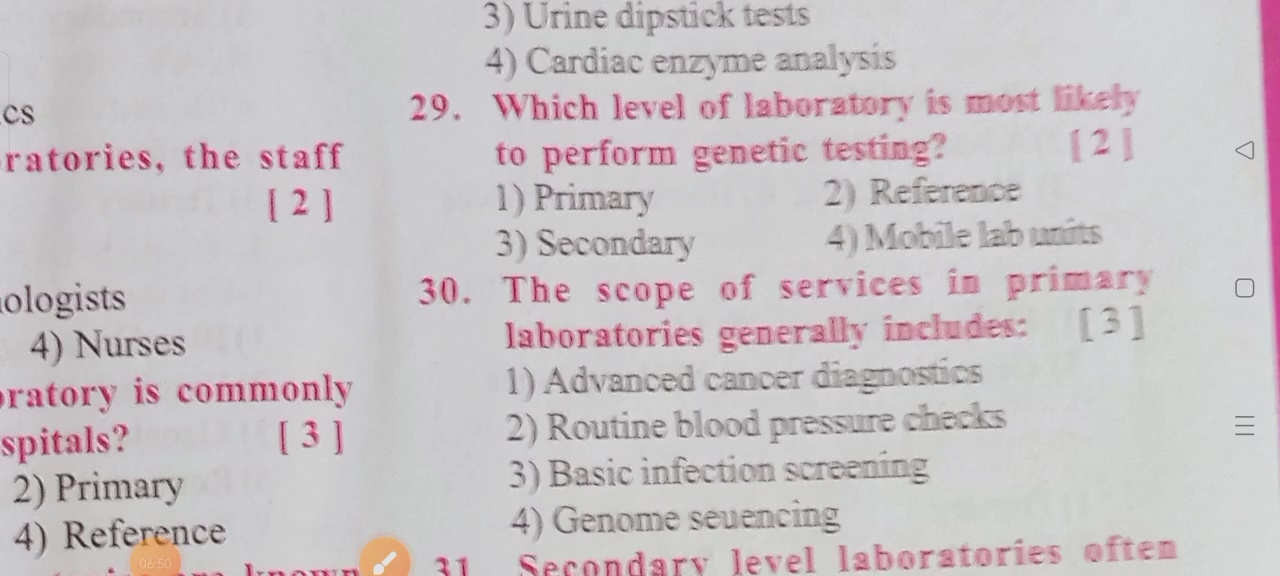 cs
ratories, the staff
[ 2 ]
ologists
4) Nurses
oratory is commonly
spitals? [ 3 ]
2) Primary
4) Reference
known
3) Urine dipstick tests
4) Cardiac enzyme analysis
29. Which level of laboratory is most likely
to perform genetic testing? [ 2 ]
1) Primary 2) Reference
3) Secondary 4) Mobile lab units
30. The scope of services in primary
laboratories generally includes: [ 3 ]
1) Advanced cancer diagnostics
2) Routine blood pressure checks
3) Basic infection screening
4) Genome seuencing
31 Secondary level laboratories often
06:50